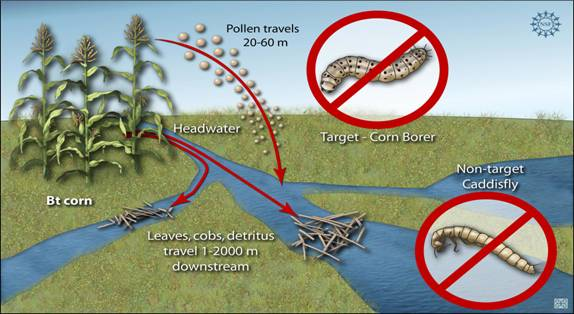 Pollen travels
20-60 m
NSF
Headwater
Target - Corn Borer
Non-target
Caddisfly
Bt corn
Leaves, cobs, detritus
travel 1-2000 m
downstream